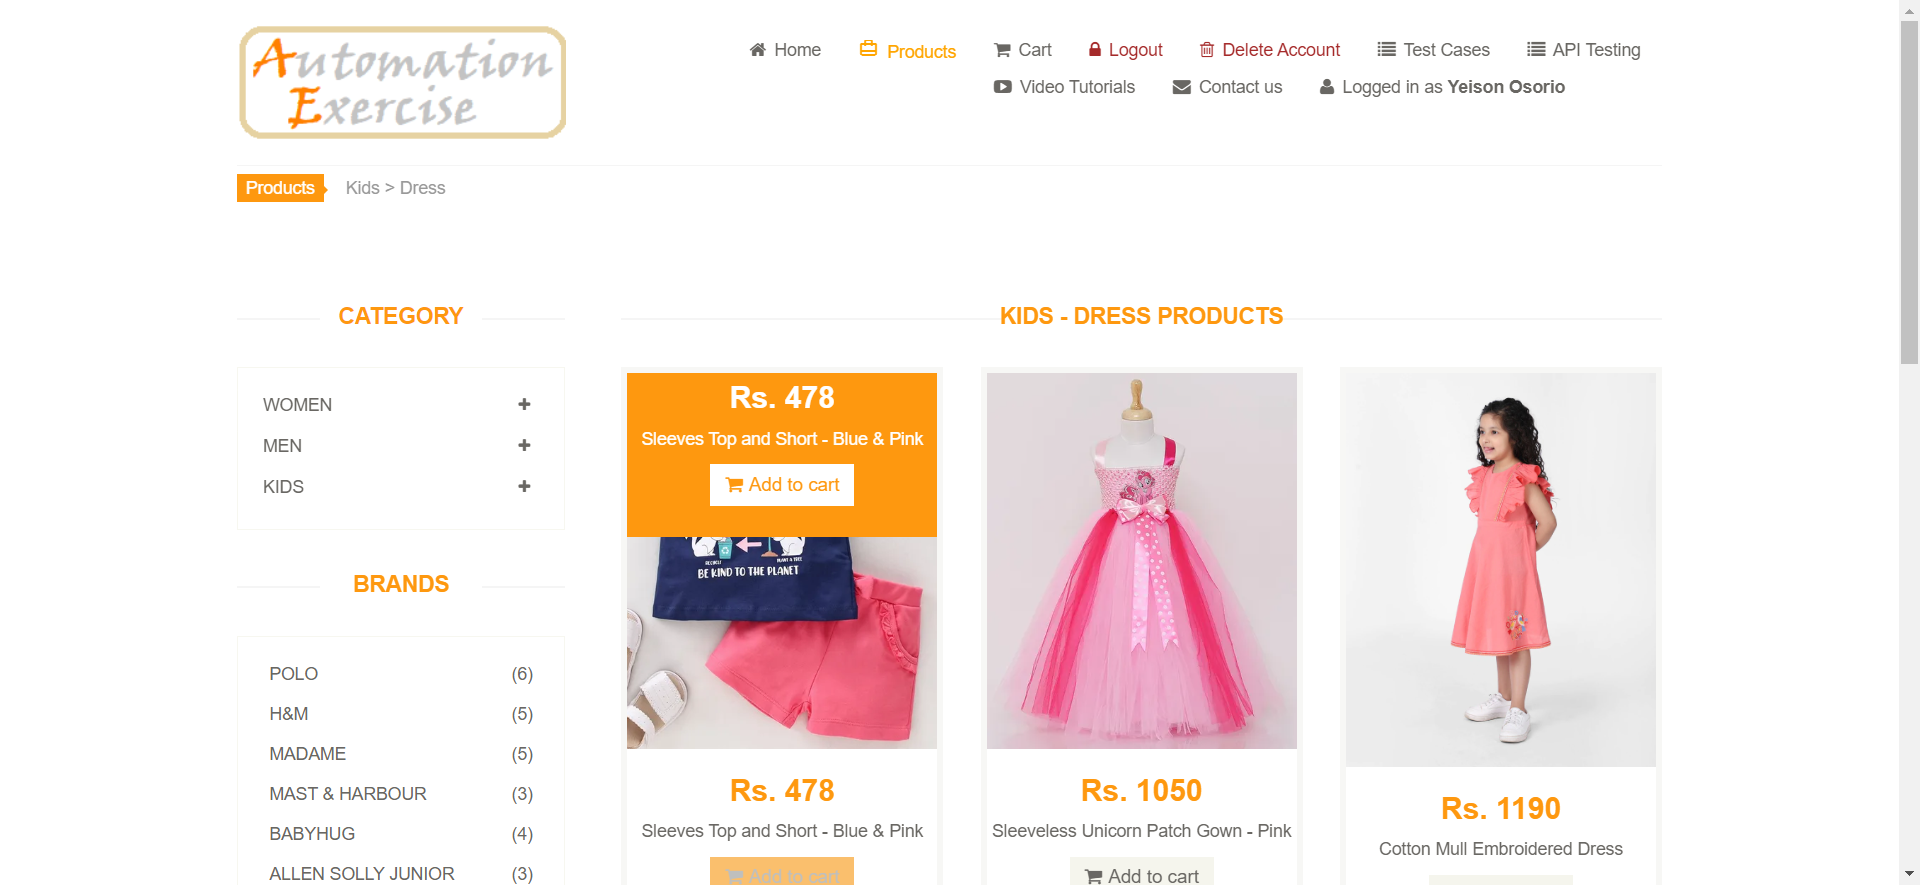 Automation
Exercise
Home
Products
Cart
Logout
Delete Account
Test Cases
API Testing
Video Tutorials
Contact us
Logged in as Yeison Osorio
Products
Kids > Dress
CATEGORY
WOMEN
MEN
KIDS
BRANDS
POLO (6)
H&M (5)
MADAME (5)
MAST & HARBOUR (3)
BABYHUG (4)
ALLEN SOLLY JUNIOR (3)
KIDS - DRESS PRODUCTS
Rs. 478
Sleeves Top and Short - Blue & Pink
Add to cart
RECYCLE
PLANT A TREE
BE KIND TO THE PLANET
Rs. 478
Sleeves Top and Short - Blue & Pink
Add to cart
Rs. 1050
Sleeveless Unicorn Patch Gown - Pink
Add to cart
Rs. 1190
Cotton Mull Embroidered Dress